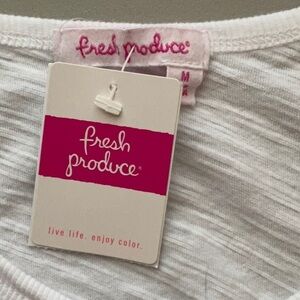 fresh produce®
M
fresh
produce®
live life. enjoy color.